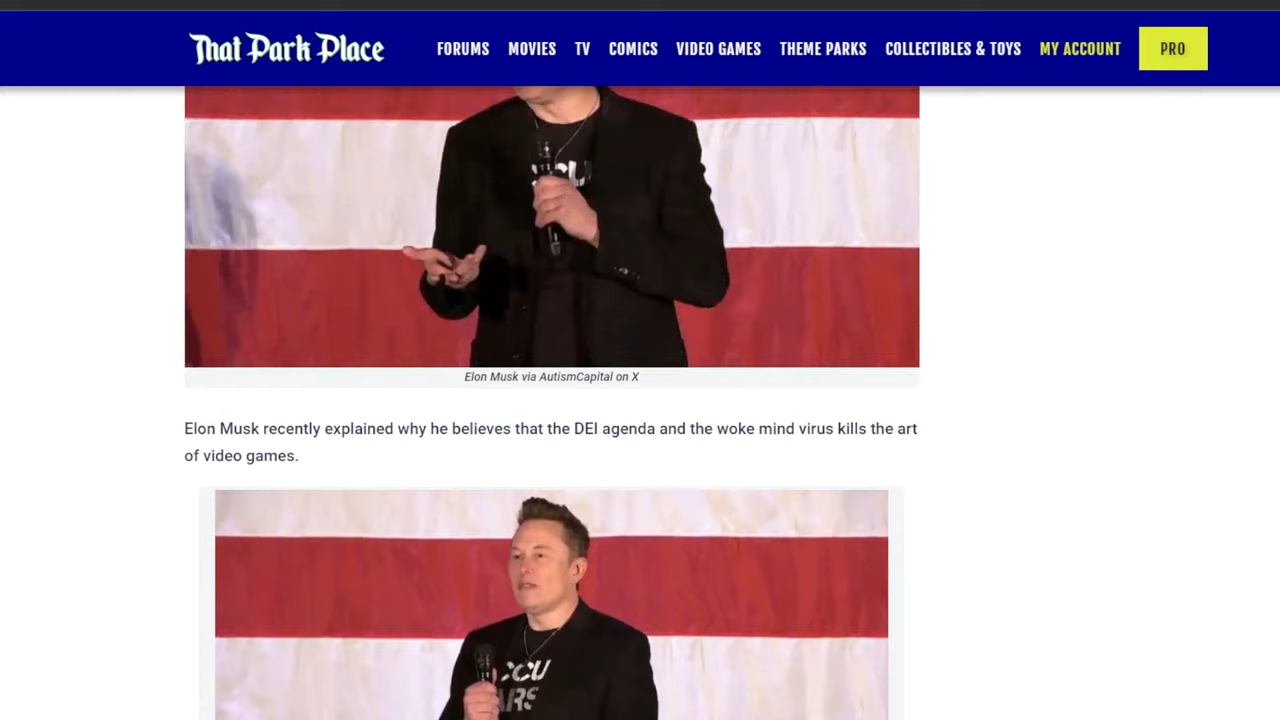 That Park Place
FORUMS MOVIES TV COMICS VIDEO GAMES THEME PARKS COLLECTIBLES & TOYS MY ACCOUNT PRO
Elon Musk via AutismCapital on X
Elon Musk recently explained why he believes that the DEI agenda and the woke mind virus kills the art
of video games.
CCU
ARS